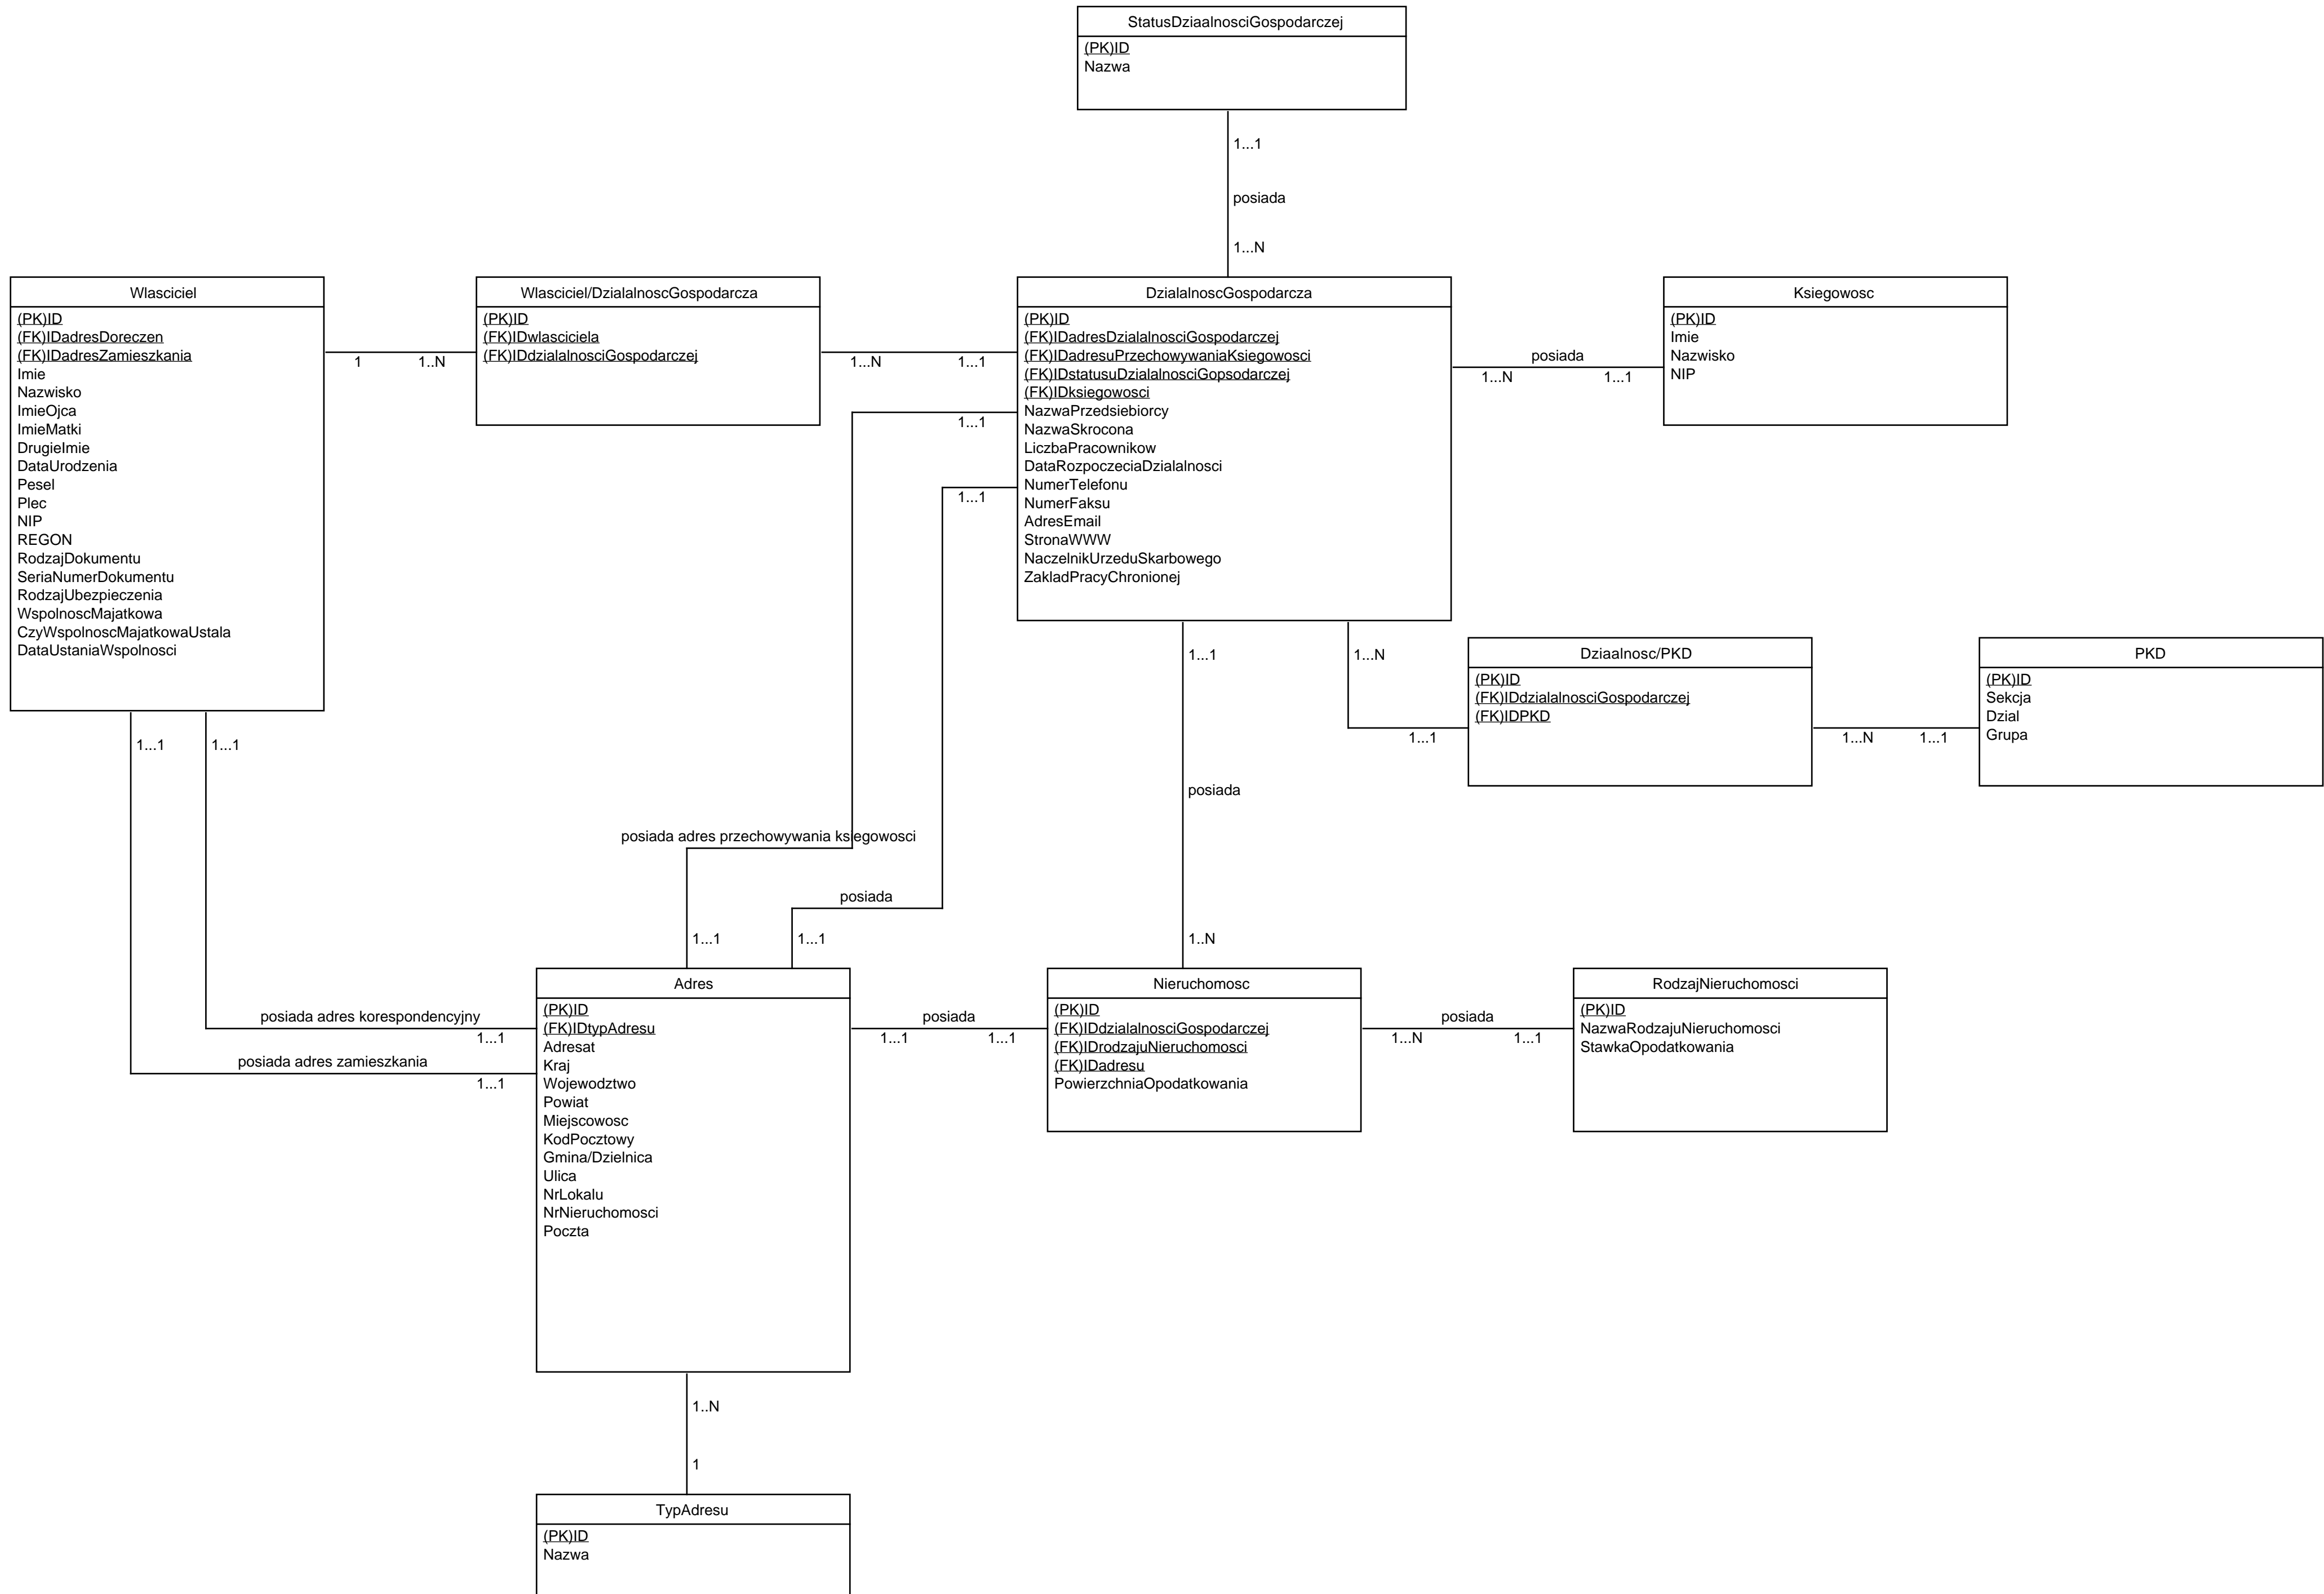 StatusDziaalnosciGospodarczej
(PK)ID
Nazwa
1...1
posiada
1...N
Wlasciciel
(PK)ID
(FK)IDadresDoreczen
(FK)IDadresZamieszkania
Imie
Nazwisko
ImieOjca
ImieMatki
DrugieImie
DataUrodzenia
Pesel
Plec
NIP
REGON
RodzajDokumentu
SeriaNumerDokumentu
RodzajUbezpieczenia
WspolnoscMajatkowa
CzyWspolnoscMajatkowaUstala
DataUstaniaWspolnosci
1
1..N
Wlasciciel/DzialalnoscGospodarcza
(PK)ID
(FK)IDwlasciciela
(FK)IDdzialalnosciGospodarczej
1...N
1...1
DzialalnoscGospodarcza
(PK)ID
(FK)IDadresDzialalnosciGospodarczej
(FK)IDadresuPrzechowywaniaKsiegowosci
(FK)IDstatusuDzialalnosciGopsodarczej
(FK)IDksiegowosci
NazwaPrzedsiebiorcy
NazwaSkrocona
LiczbaPracownikow
DataRozpoczeciaDzialalnosci
NumerTelefonu
NumerFaksu
AdresEmail
StronaWWW
NaczelnikUrzeduSkarbowego
ZakladPracyChronionej
posiada
1...N
1...1
Ksiegowosc
(PK)ID
Imie
Nazwisko
NIP
1...1
1...1
1...1
1...N
1...1
Dziaalnosc/PKD
(PK)ID
(FK)IDdzialalnosciGospodarczej
(FK)IDPKD
1...N
1...1
PKD
(PK)ID
Sekcja
Dzial
Grupa
1...1
1...1
posiada
posiada adres przechowywania ksiegowosci
posiada
1...1
1...1
1..N
posiada adres korespondencyjny
1...1
posiada adres zamieszkania
1...1
Adres
(PK)ID
(FK)IDtypAdresu
Adresat
Kraj
Wojewodztwo
Powiat
Miejscowosc
KodPocztowy
Gmina/Dzielnica
Ulica
NrLokalu
NrNieruchomosci
Poczta
posiada
1...1
1...1
Nieruchomosc
(PK)ID
(FK)IDdzialalnosciGospodarczej
(FK)IDrodzajuNieruchomosci
(FK)IDadresu
PowierzchniaOpodatkowania
posiada
1...N
1...1
RodzajNieruchomosci
(PK)ID
NazwaRodzajuNieruchomosci
StawkaOpodatkowania
1..N
1
TypAdresu
(PK)ID
Nazwa